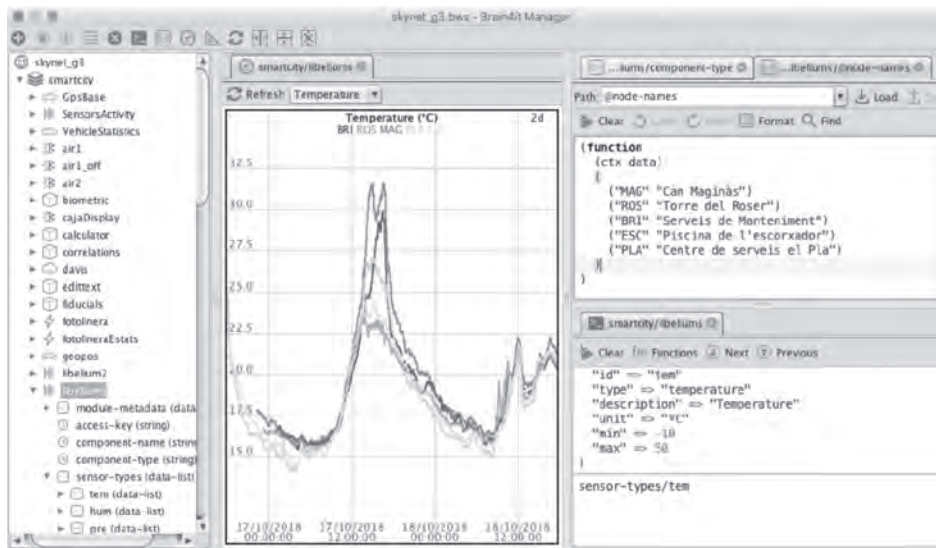 skynet_g3.bws - Brain4it Manager
skynet_g3
smartcity
GpsBase
SensorsActivity
VehicleStatistics
air1
air1_off
air2
biometric
cajaDisplay
calculator
correlations
davis
edittext
fiducials
fotolinera
fotolineraEstats
geopos
libelium2
module-metadata (data
access-key (string)
component-name (strin
component-type (string)
sensor-types (data-list)
tem (data-list)
hum (data-list)
pre (data-list)
smartcity/libeliums
Refresh Temperature
Temperature (°C) 2d
BRI ROS MAG
32.5
30.0
27.5
25.0
22.5
20.0
17.5
15.0
17/10/2018 17/10/2018 18/10/2018 18/10/2018
00:00:00 12:00:00 00:00:00 12:00:00
...iums/component-type ...libeliums/@node-names
Path: @node-names Load
Clear Format Find
(function
(ctx data)
(
("MAG" "Can Maginàs")
("ROS" "Torre del Roser")
("BRI" "Serveis de Manteniment")
("ESC" "Piscina de l'escorxador")
("PLA" "Centre de serveis el Pla")
)
)
smartcity/libeliums
Clear Functions Next Previous
"id" => "tem"
"type" => "temperature"
"description" => "Temperature"
"unit" => "ºC"
"min" => -10
"max" => 50
)
sensor-types/tem